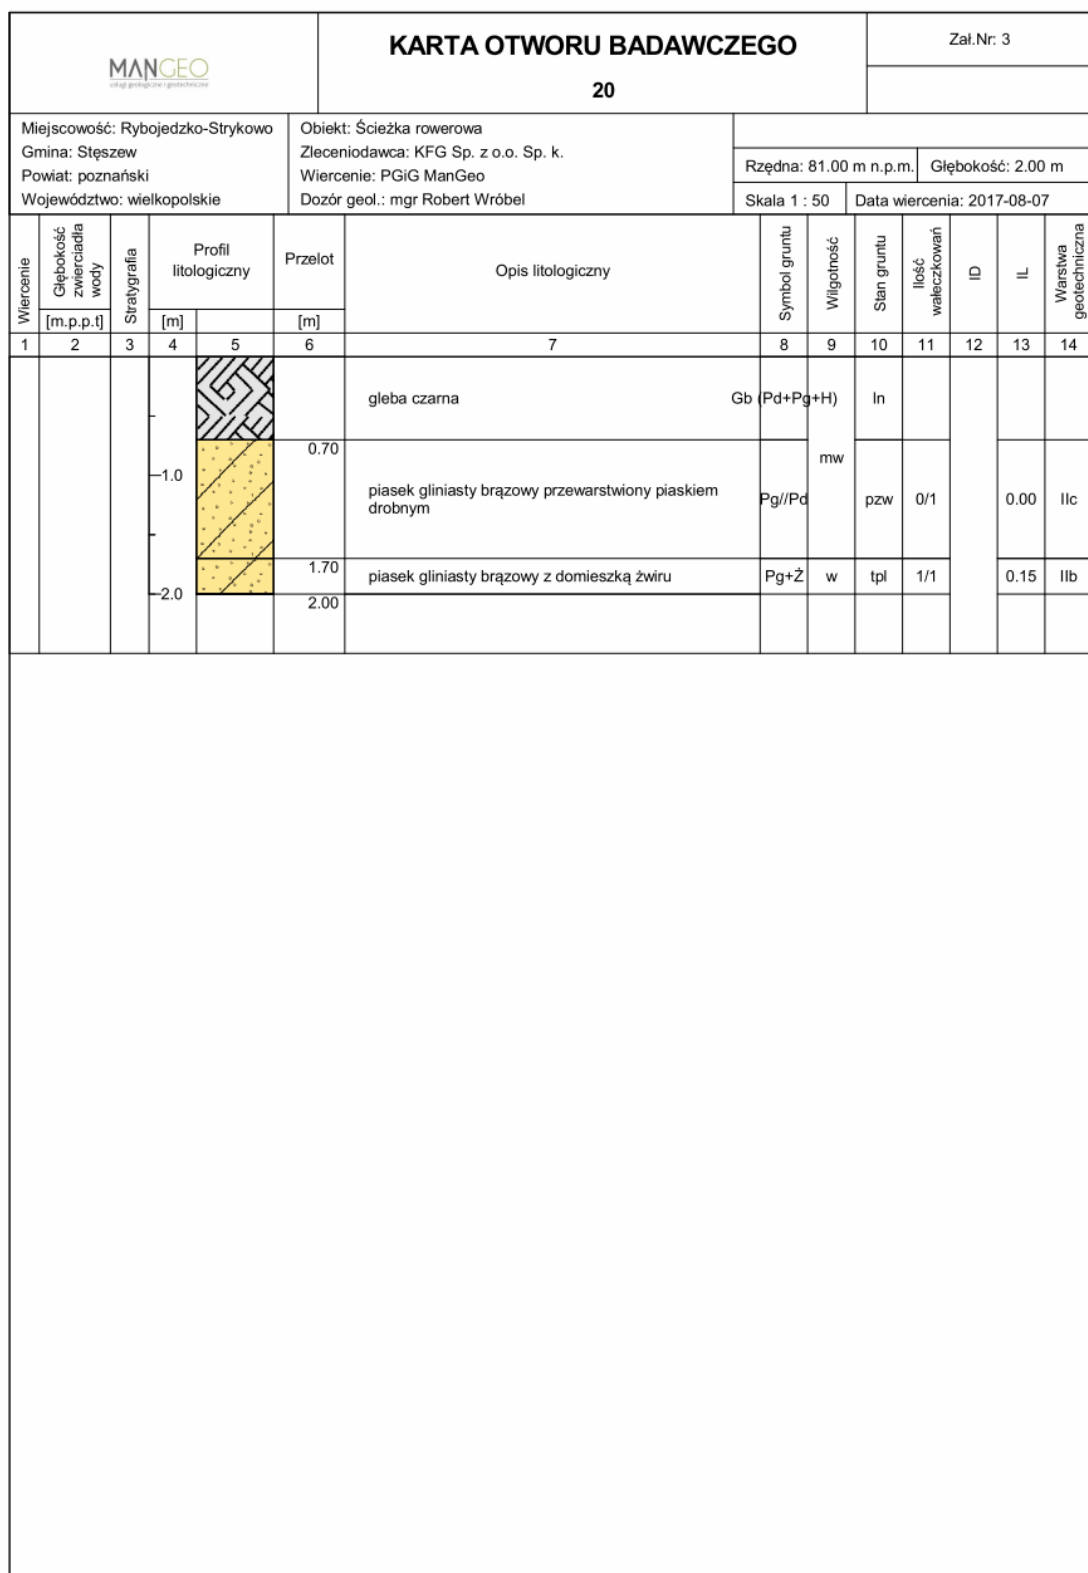 MANGEO
usługi geologiczne i geotechniczne
KARTA OTWORU BADAWCZEGO
20
Zał.Nr: 3
Miejscowość: Rybojedzko-Strykowo
Gmina: Stęszew
Powiat: poznański
Województwo: wielkopolskie
Obiekt: Ścieżka rowerowa
Zleceniodawca: KFG Sp. z o.o. Sp. k.
Wiercenie: PGiG ManGeo
Dozór geol.: mgr Robert Wróbel
Rzędna: 81.00 m n.p.m. Głębokość: 2.00 m
Skala 1 : 50 Data wiercenia: 2017-08-07
Wiercenie
Głębokość
zwierciadła
wody
[m.p.p.t]
Stratygrafia
Profil
litologiczny
[m]
Przelot
[m]
Opis litologiczny
Symbol gruntu
Wilgotność
Stan gruntu
Ilość
wałeczkowań
ID
IL
Warstwa
geotechniczna
1 2 3 4 5 6 7 8 9 10 11 12 13 14
gleba czarna Gb (Pd+Pg+H) ln
0.70
mw
1.0
piasek gliniasty brązowy przewarstwiony piaskiem
drobnym
Pg//Pd pzw 0/1 0.00 IIc
1.70
piasek gliniasty brązowy z domieszką żwiru Pg+Ż w tpl 1/1 0.15 IIb
2.0
2.00